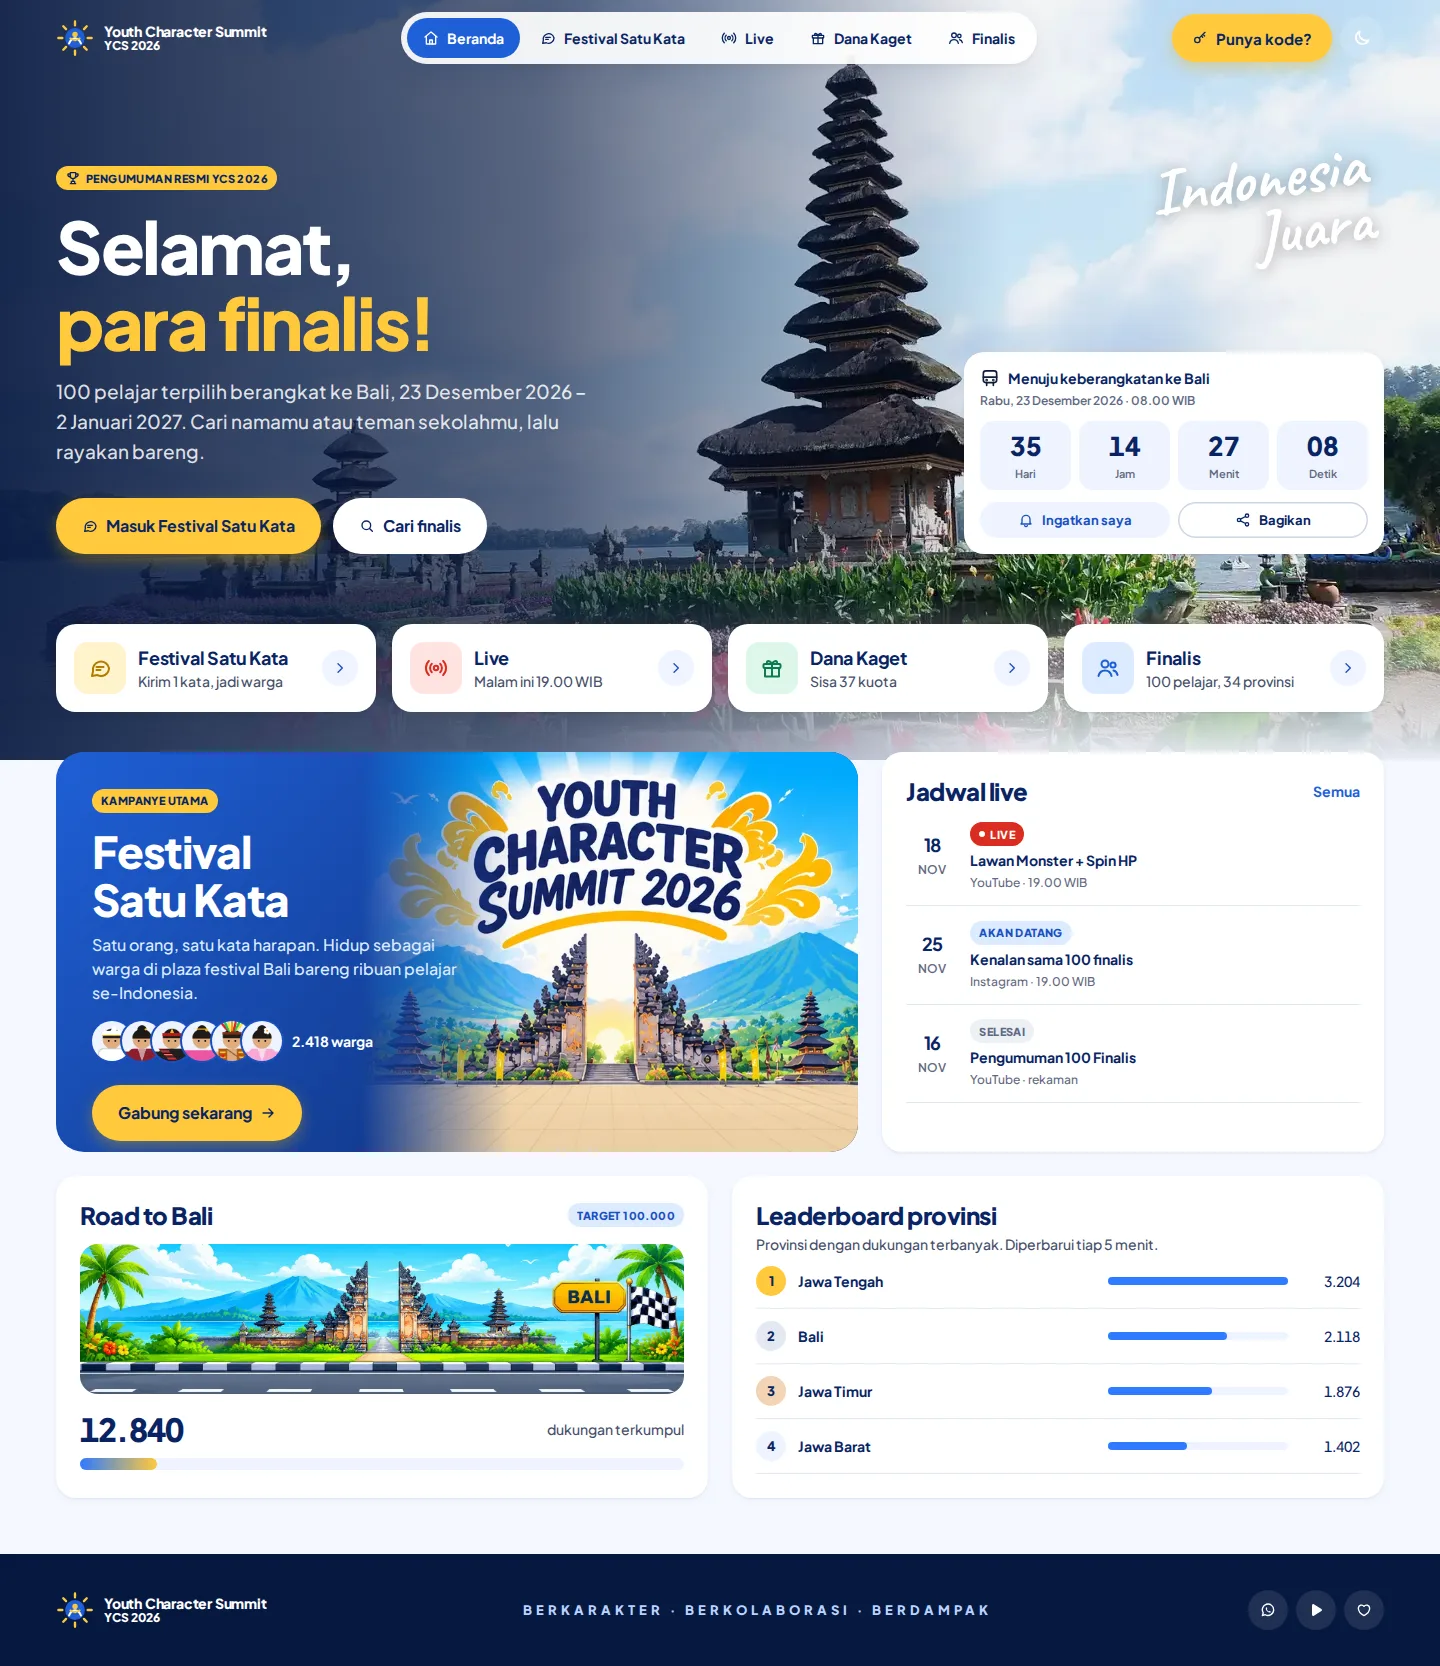 Youth Character Summit
YCS 2026
Beranda
Festival Satu Kata
Live
Dana Kaget
Finalis
Punya kode?
PENGUMUMAN RESMI YCS 2026
Selamat,
para finalis!
100 pelajar terpilih berangkat ke Bali, 23 Desember 2026 –
2 Januari 2027. Cari namamu atau teman sekolahmu, lalu
rayakan bareng.
Masuk Festival Satu Kata
Cari finalis
Indonesia
Juara
Menuju keberangkatan ke Bali
Rabu, 23 Desember 2026 · 08.00 WIB
35
Hari
14
Jam
27
Menit
08
Detik
Ingatkan saya
Bagikan
Festival Satu Kata
Kirim 1 kata, jadi warga
Live
Malam ini 19.00 WIB
Dana Kaget
Sisa 37 kuota
Finalis
100 pelajar, 34 provinsi
KAMPANYE UTAMA
Festival
Satu Kata
Satu orang, satu kata harapan. Hidup sebagai
warga di plaza festival Bali bareng ribuan pelajar
se-Indonesia.
2.418 warga
Gabung sekarang
YOUTH
CHARACTER
SUMMIT 2026
Jadwal live
Semua
18
NOV
LIVE
Lawan Monster + Spin HP
YouTube · 19.00 WIB
25
NOV
AKAN DATANG
Kenalan sama 100 finalis
Instagram · 19.00 WIB
16
NOV
SELESAI
Pengumuman 100 Finalis
YouTube · rekaman
Road to Bali
TARGET 100.000
BALI
12.840
dukungan terkumpul
Leaderboard provinsi
Provinsi dengan dukungan terbanyak. Diperbarui tiap 5 menit.
1 Jawa Tengah 3.204
2 Bali 2.118
3 Jawa Timur 1.876
4 Jawa Barat 1.402
Youth Character Summit
YCS 2026
BERKARAKTER · BERKOLABORASI · BERDAMPAK